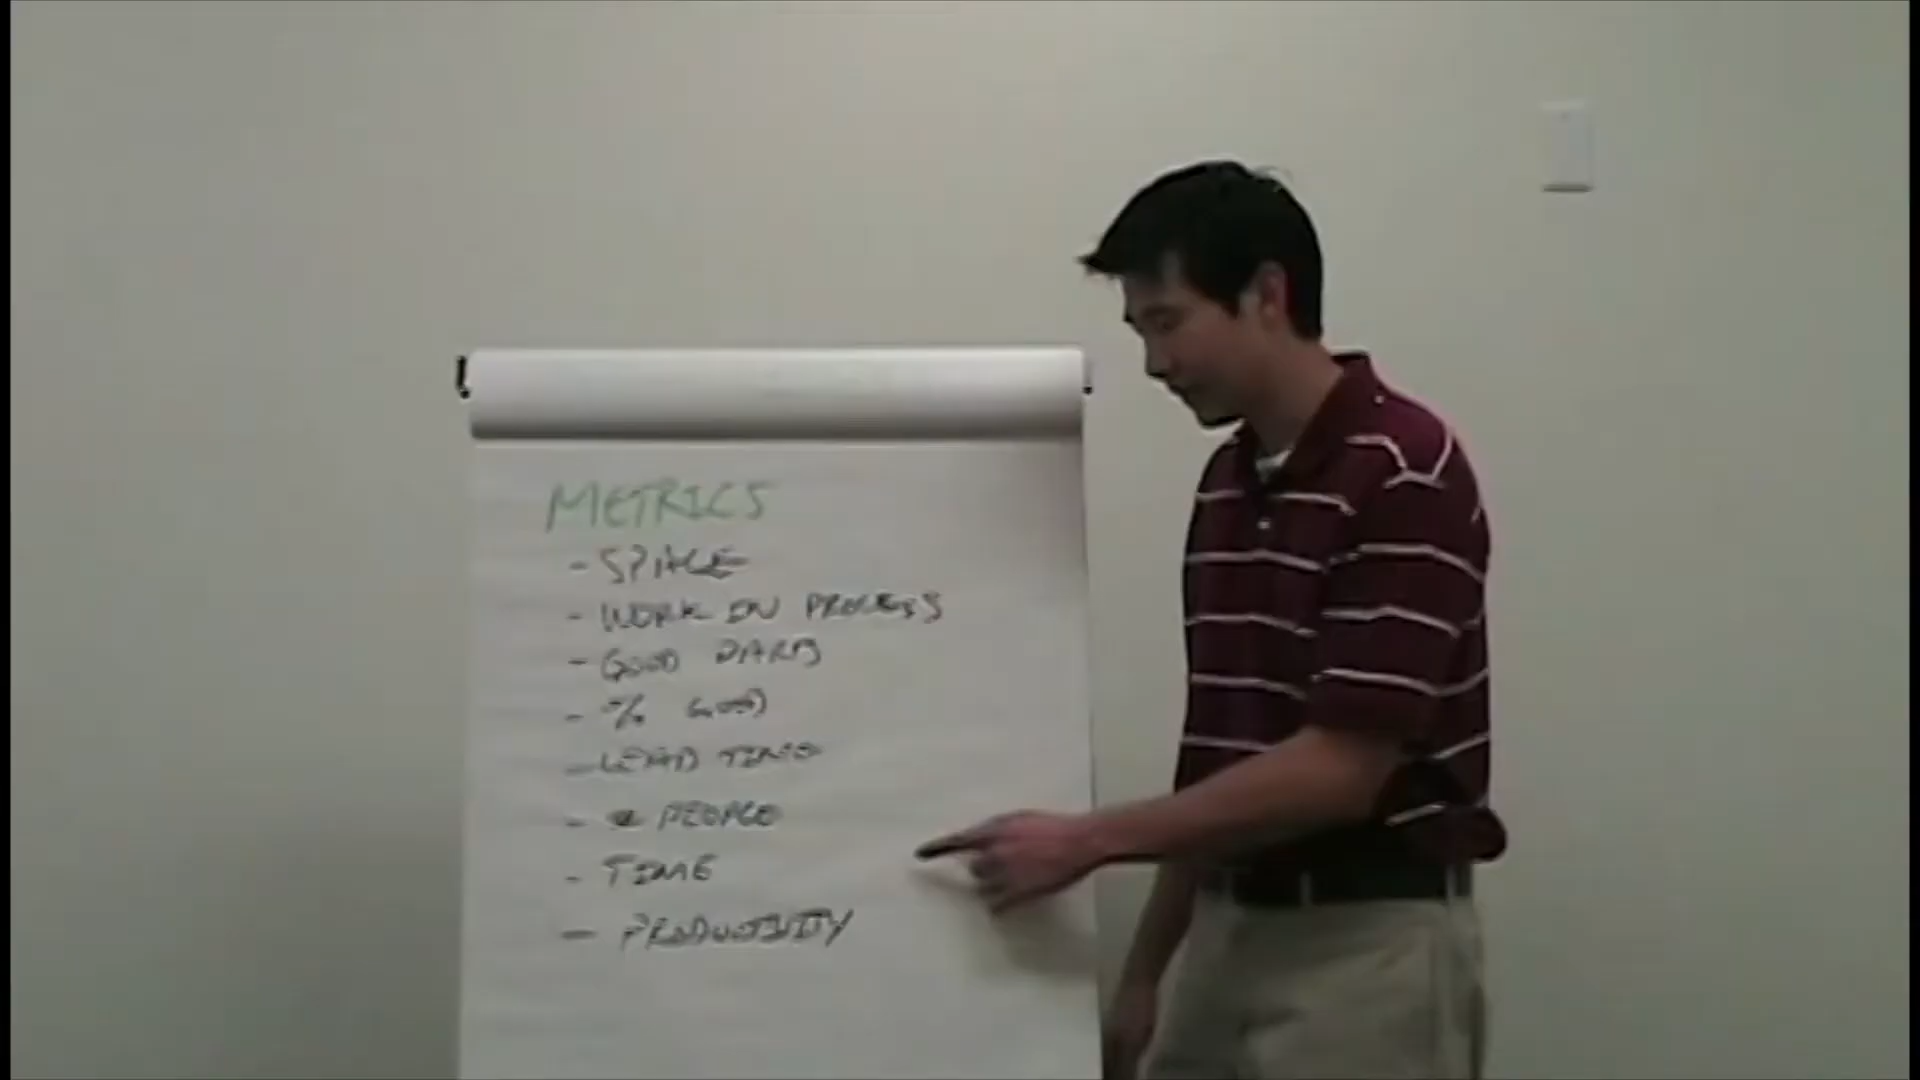 METRICS
- SPACE
- WORK IN PROCESS
- GOOD PARTS
- % GOOD
- LEAD TIME
- # PEOPLE
- TIME
- PRODUCTIVITY